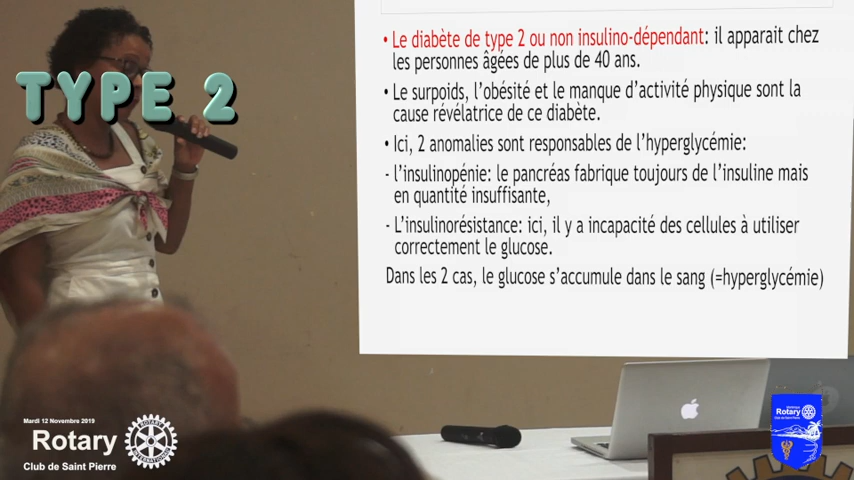 TYPE 2
• Le diabète de type 2 ou non insulino-dépendant: il apparait chez
les personnes âgées de plus de 40 ans.
• Le surpoids, l'obésité et le manque d'activité physique sont la
cause révélatrice de ce diabète.
• Ici, 2 anomalies sont responsables de l'hyperglycémie:
- l'insulinopénie: le pancréas fabrique toujours de l'insuline mais
en quantité insuffisante,
- L'insulinorésistance: ici, il y a incapacité des cellules à utiliser
correctement le glucose.
Dans les 2 cas, le glucose s'accumule dans le sang (=hyperglycémie)
Mardi 12 Novembre 2019
Rotary
Club de Saint Pierre
Rotary
Club de Saint Pierre